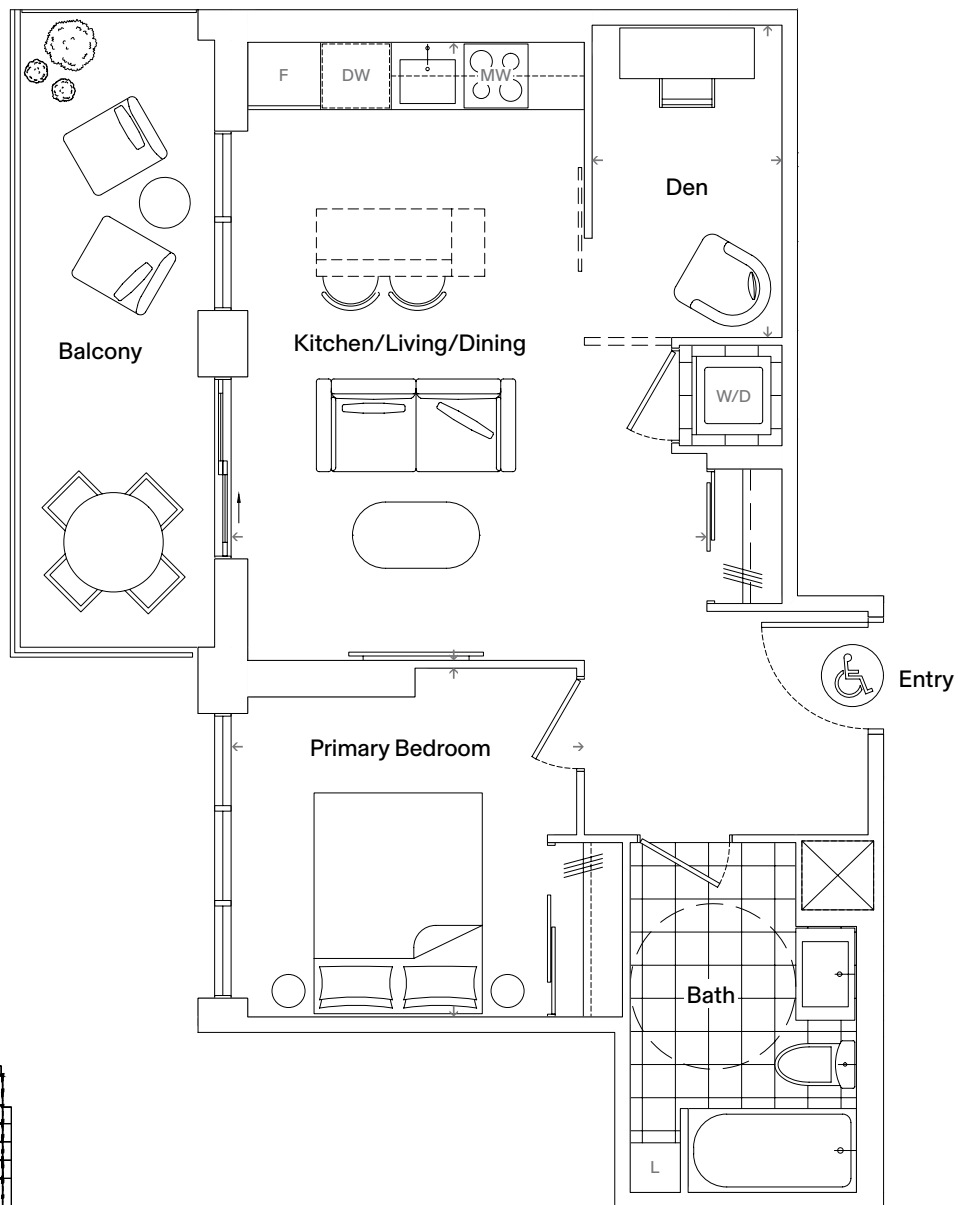 F
DW
MW
Den
Balcony
Kitchen/Living/Dining
W/D
Entry
Primary Bedroom
Bath
L